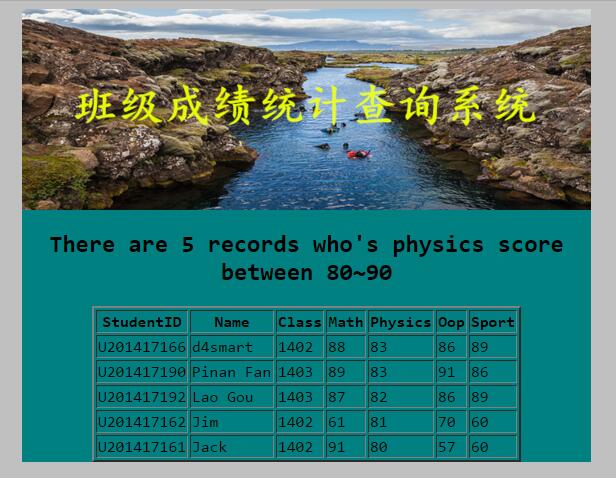 班级成绩统计查询系统
There are 5 records who's physics score
between 80~90
StudentID Name Class Math Physics Oop Sport
U201417166 d4smart 1402 88 83 86 89
U201417190 Pinan Fan 1403 89 83 91 86
U201417192 Lao Gou 1403 87 82 86 89
U201417162 Jim 1402 61 81 70 60
U201417161 Jack 1402 91 80 57 60